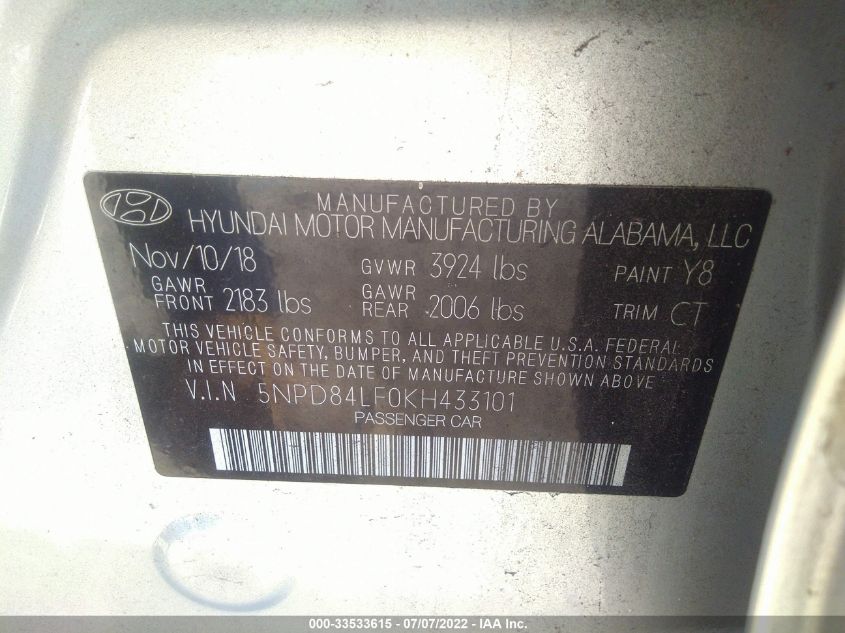 MANUFACTURED BY
HYUNDAI MOTOR MANUFACTURING ALABAMA, LLC
Nov/10/18 GVWR 3924 lbs PAINT Y8
GAWR FRONT 2183 lbs GAWR REAR 2006 lbs TRIM CT
THIS VEHICLE CONFORMS TO ALL APPLICABLE U.S.A. FEDERAL
MOTOR VEHICLE SAFETY, BUMPER, AND THEFT PREVENTION STANDARDS
IN EFFECT ON THE DATE OF MANUFACTURE SHOWN ABOVE
V.I.N 5NPD84LF0KH433101
PASSENGER CAR
000-33533615 - 07/07/2022 - IAA Inc.